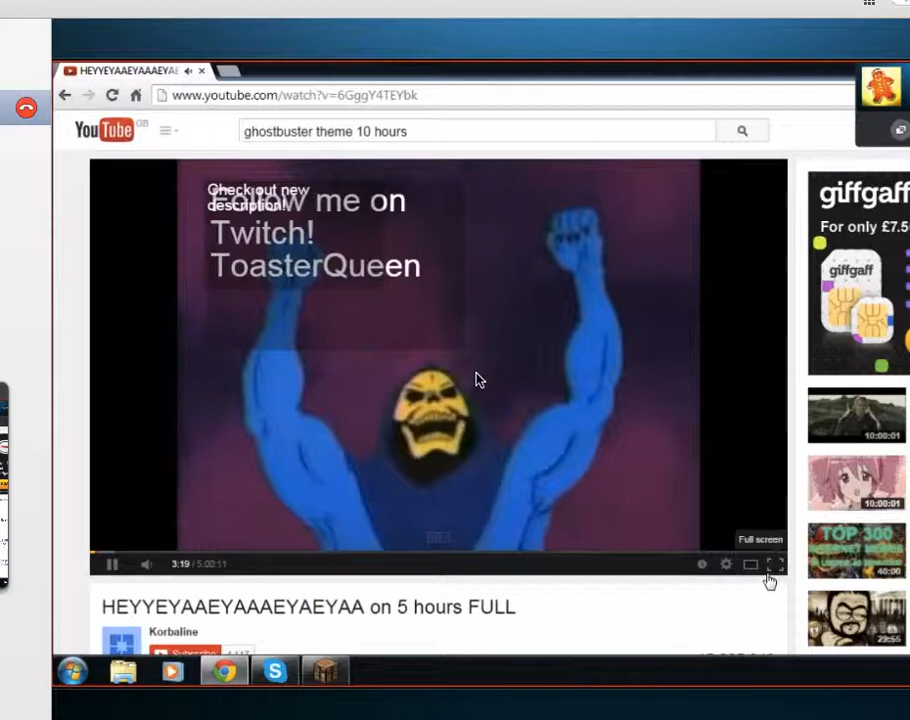 HEYYEYAAEYAAAEYAE
www.youtube.com/watch?v=6GggY4TEYbk
YouTube GB
ghostbuster theme 10 hours
Check out new
description!
Follow me on
Twitch!
ToasterQueen
giffgaff
For only £7.5
giffgaff
10:00:01
10:00:01
TOP 300
40:00
29:55
Full screen
3:19 / 5:00:11
HEYYEYAAEYAAAEYAEYAA on 5 hours FULL
Korbaline
Subscribe